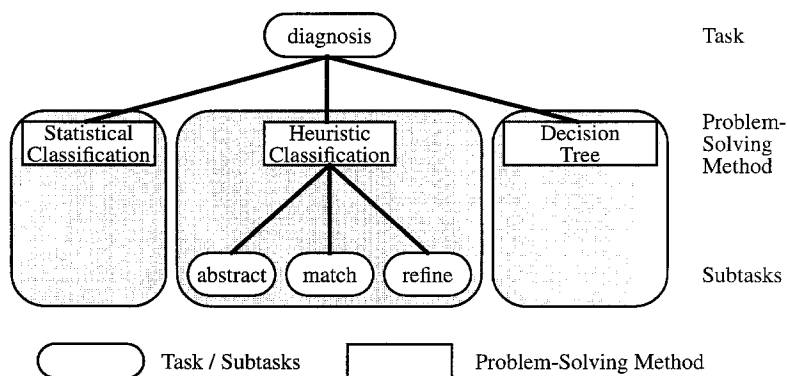 diagnosis
Task
Statistical
Classification
Heuristic
Classification
Decision
Tree
Problem-
Solving
Method
abstract
match
refine
Subtasks
Task / Subtasks
Problem-Solving Method